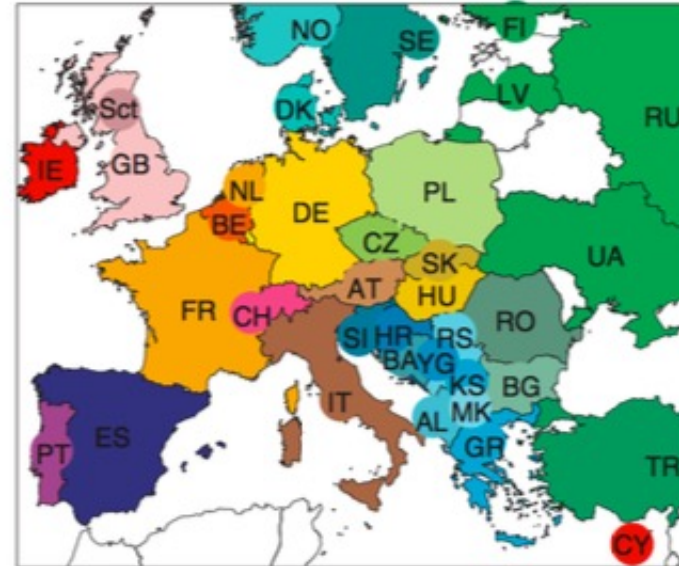 NO
FI
SE
LV
Sct
DK
RU
IE
GB
NL
DE
PL
BE
CZ
UA
SK
AT
HU
FR
CH
RO
SI
HR
RS
BA
YG
KS
BG
IT
MK
AL
ES
PT
GR
TR
CY